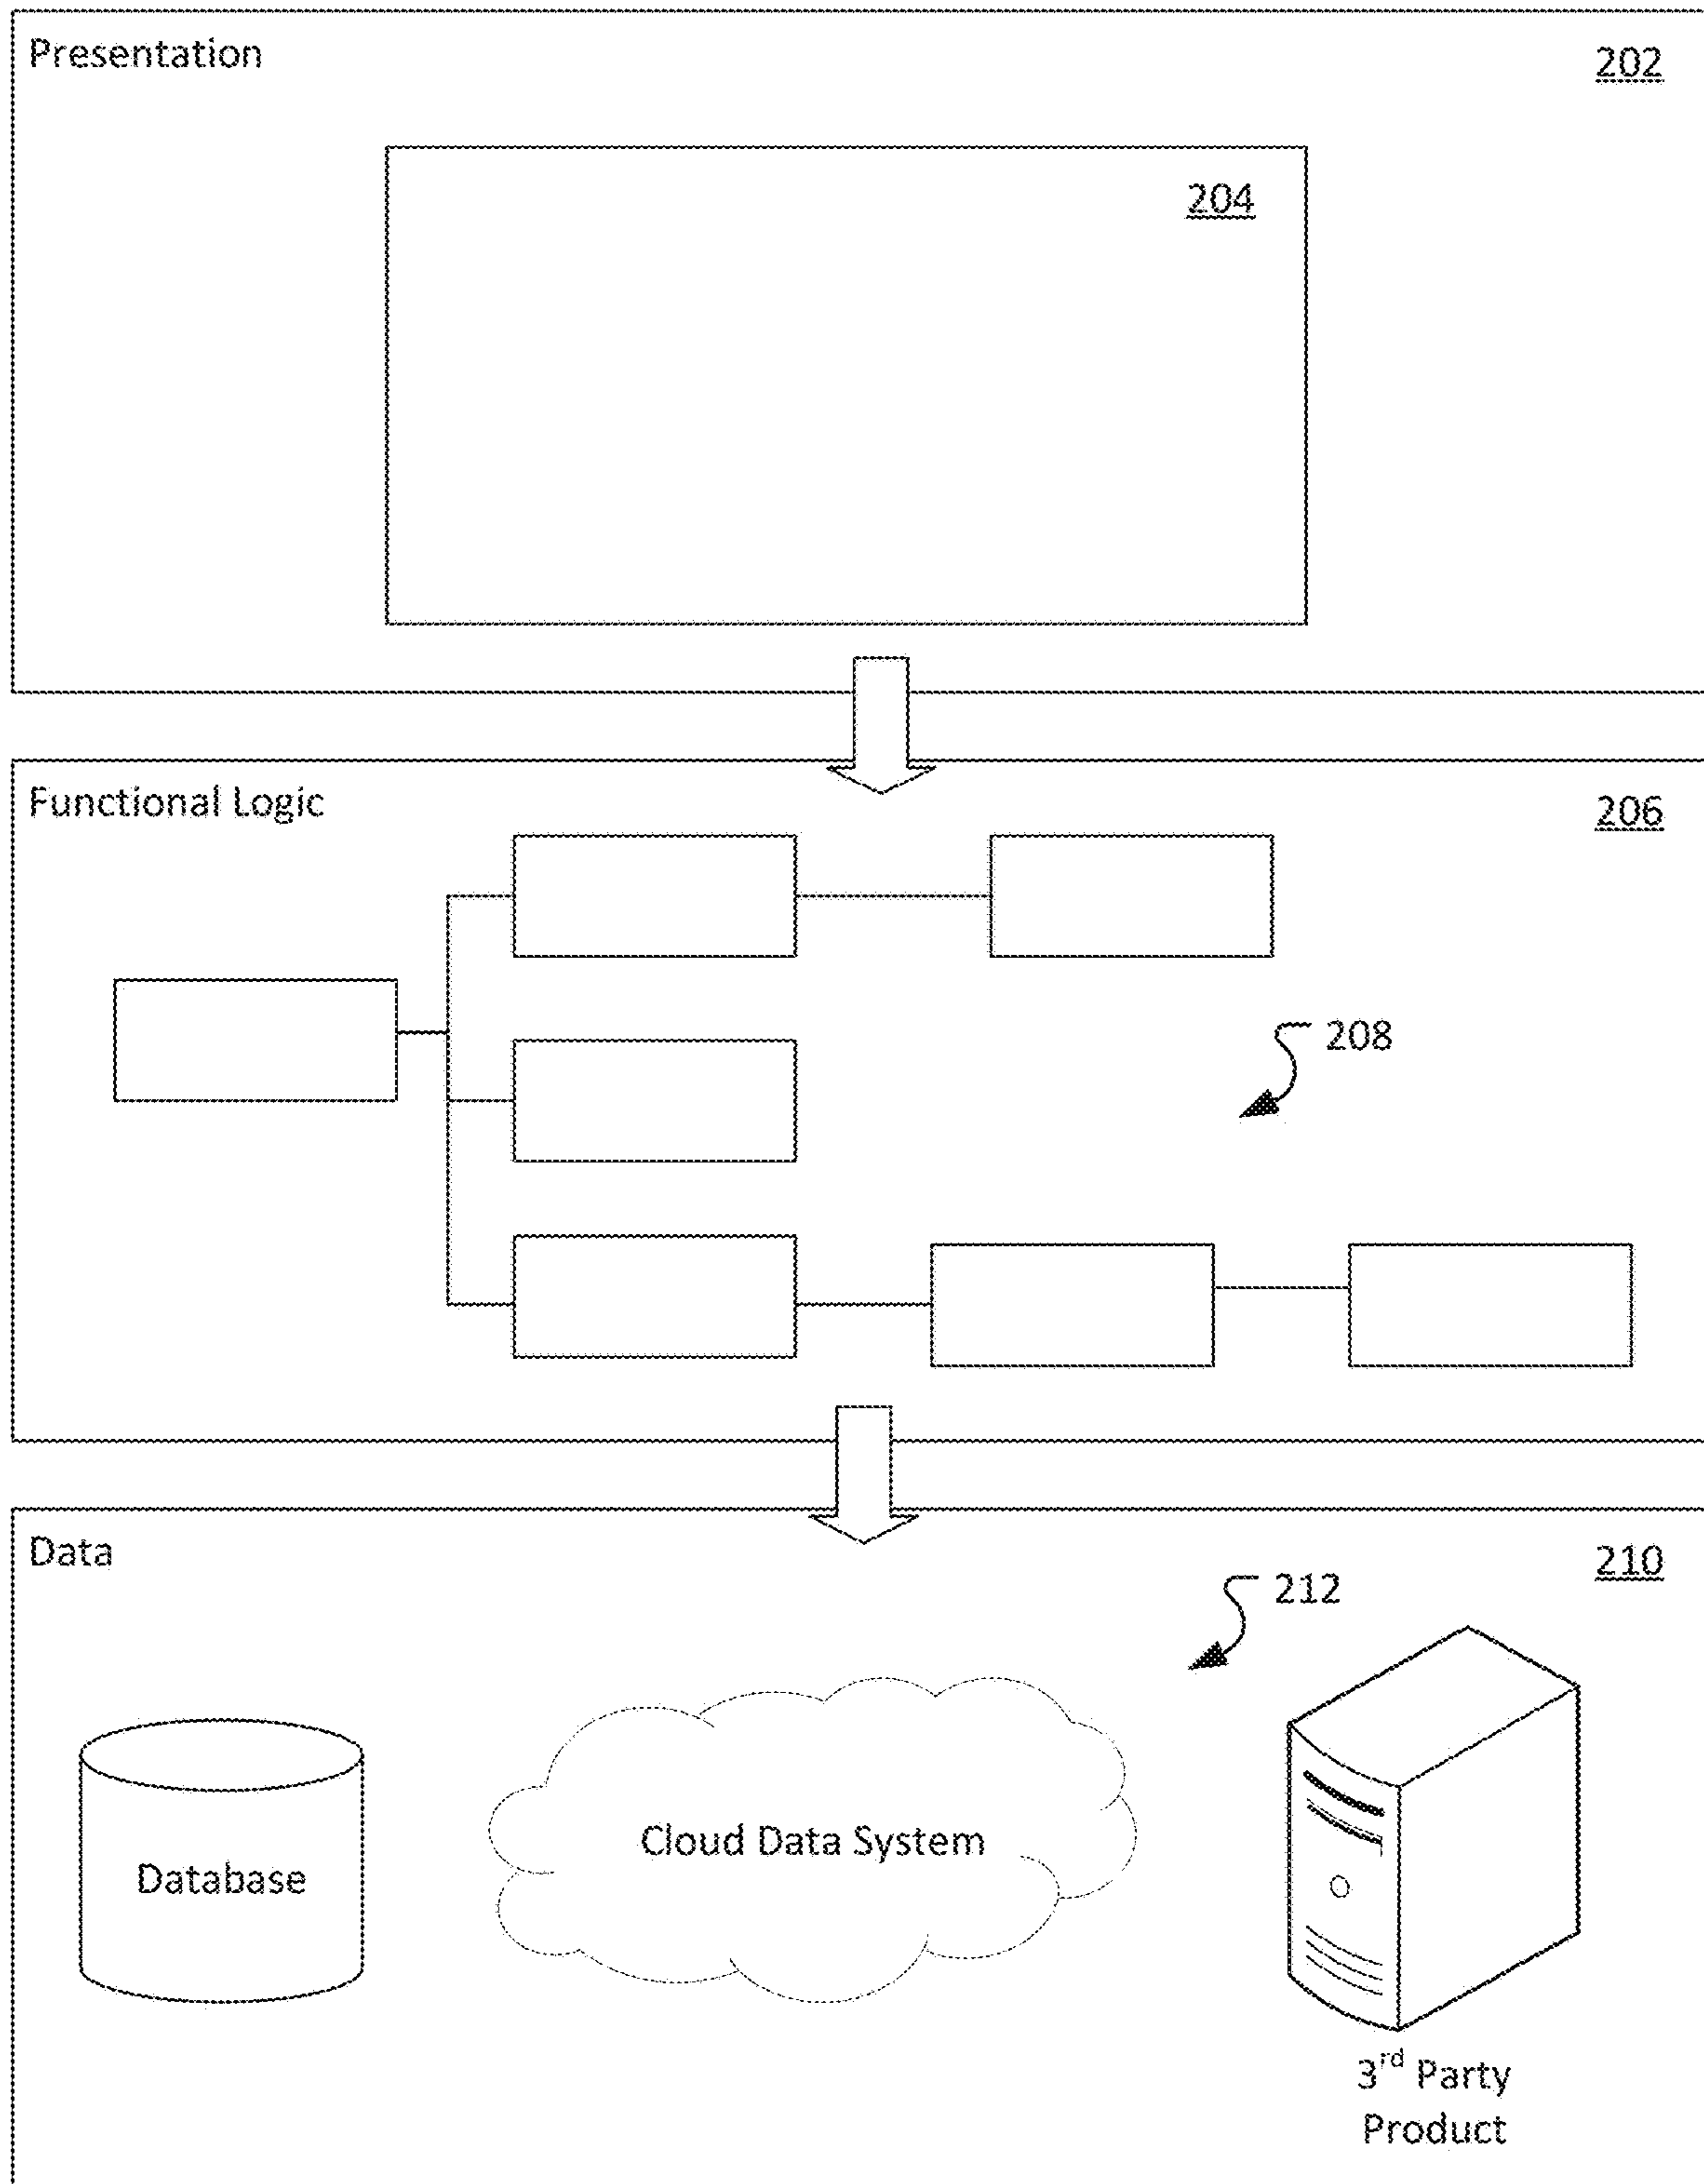 Presentation
202
204
Functional Logic
206
208
Data
210
212
Database
Cloud Data System
3rd Party
Product